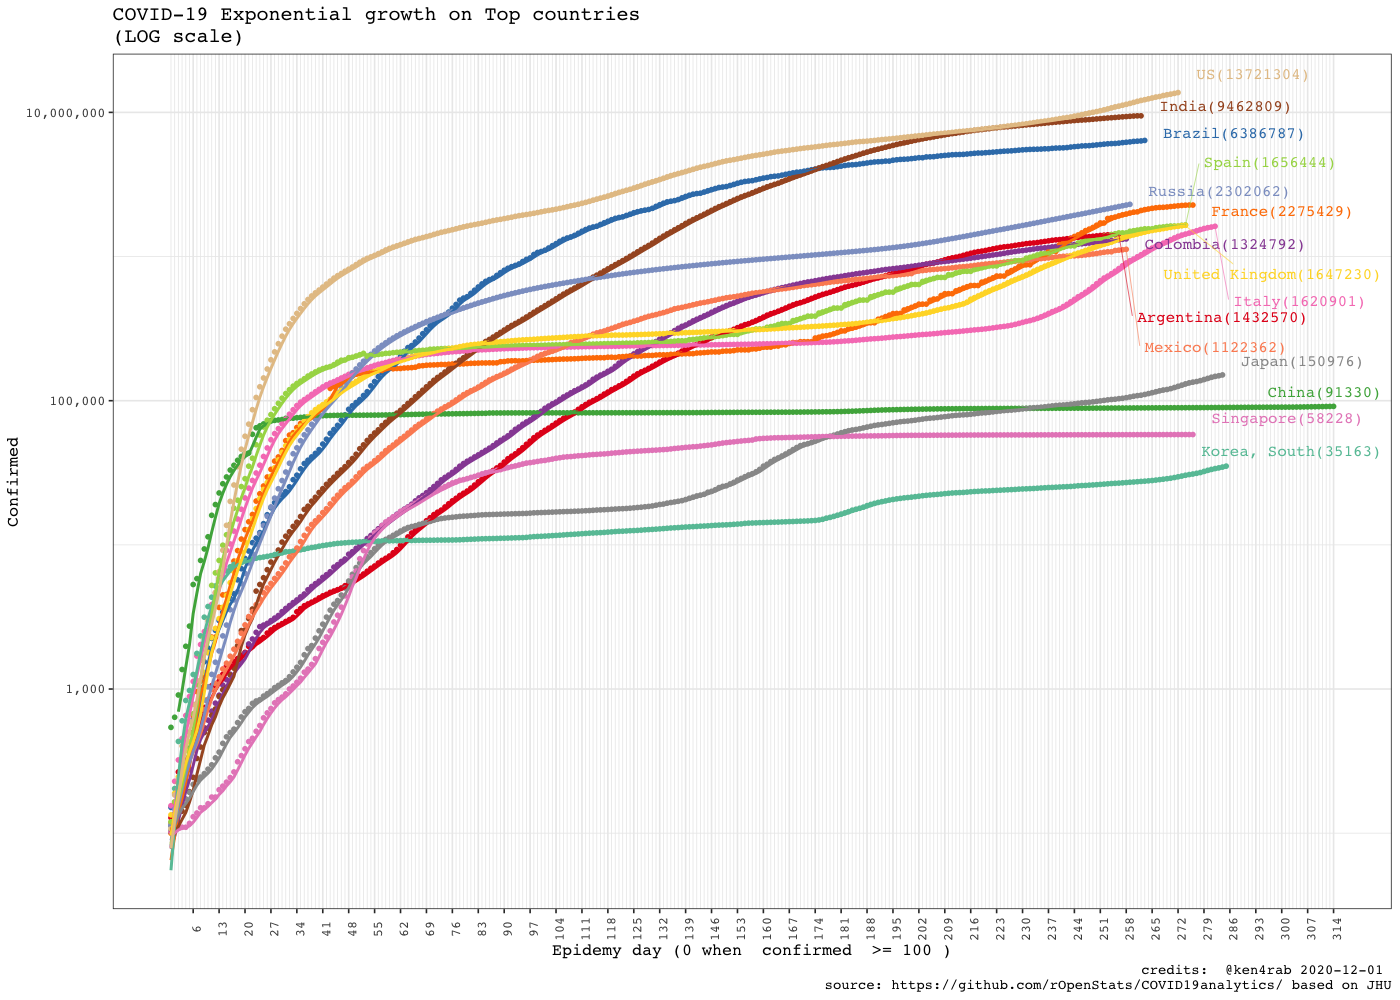 COVID-19 Exponential growth on Top countries
(LOG scale)
US(13721304)
10,000,000
India(9462809)
Brazil(6386787)
Spain(1656444)
Russia(2302062)
France(2275429)
Colombia(1324792)
United Kingdom(1647230)
Italy(1620901)
Argentina(1432570)
Mexico(1122362)
Japan(150976)
China(91330)
100,000
Singapore(58228)
Korea, South(35163)
Confirmed
1,000
6 13 20 27 34 41 48 55 62 69 76 83 90 97 104 111 118 125 132 139 146 153 160 167 174 181 188 195 202 209 216 223 230 237 244 251 258 265 272 279 286 293 300 307 314
Epidemy day (0 when  confirmed  >= 100 )
credits:  @ken4rab 2020-12-01
source: https://github.com/rOpenStats/COVID19analytics/ based on JHU